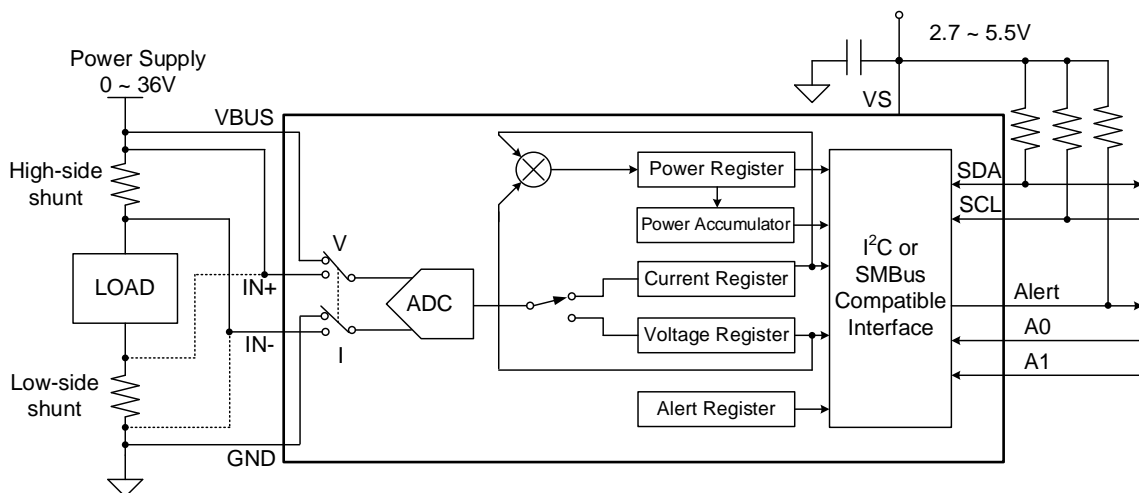 Power Supply
0 ~ 36V
2.7 ~ 5.5V
VS
VBUS
High-side
shunt
LOAD
IN+
IN-
Low-side
shunt
GND
V
I
ADC
Power Register
Power Accumulator
Current Register
Voltage Register
Alert Register
I²C or
SMBus
Compatible
Interface
SDA
SCL
Alert
A0
A1